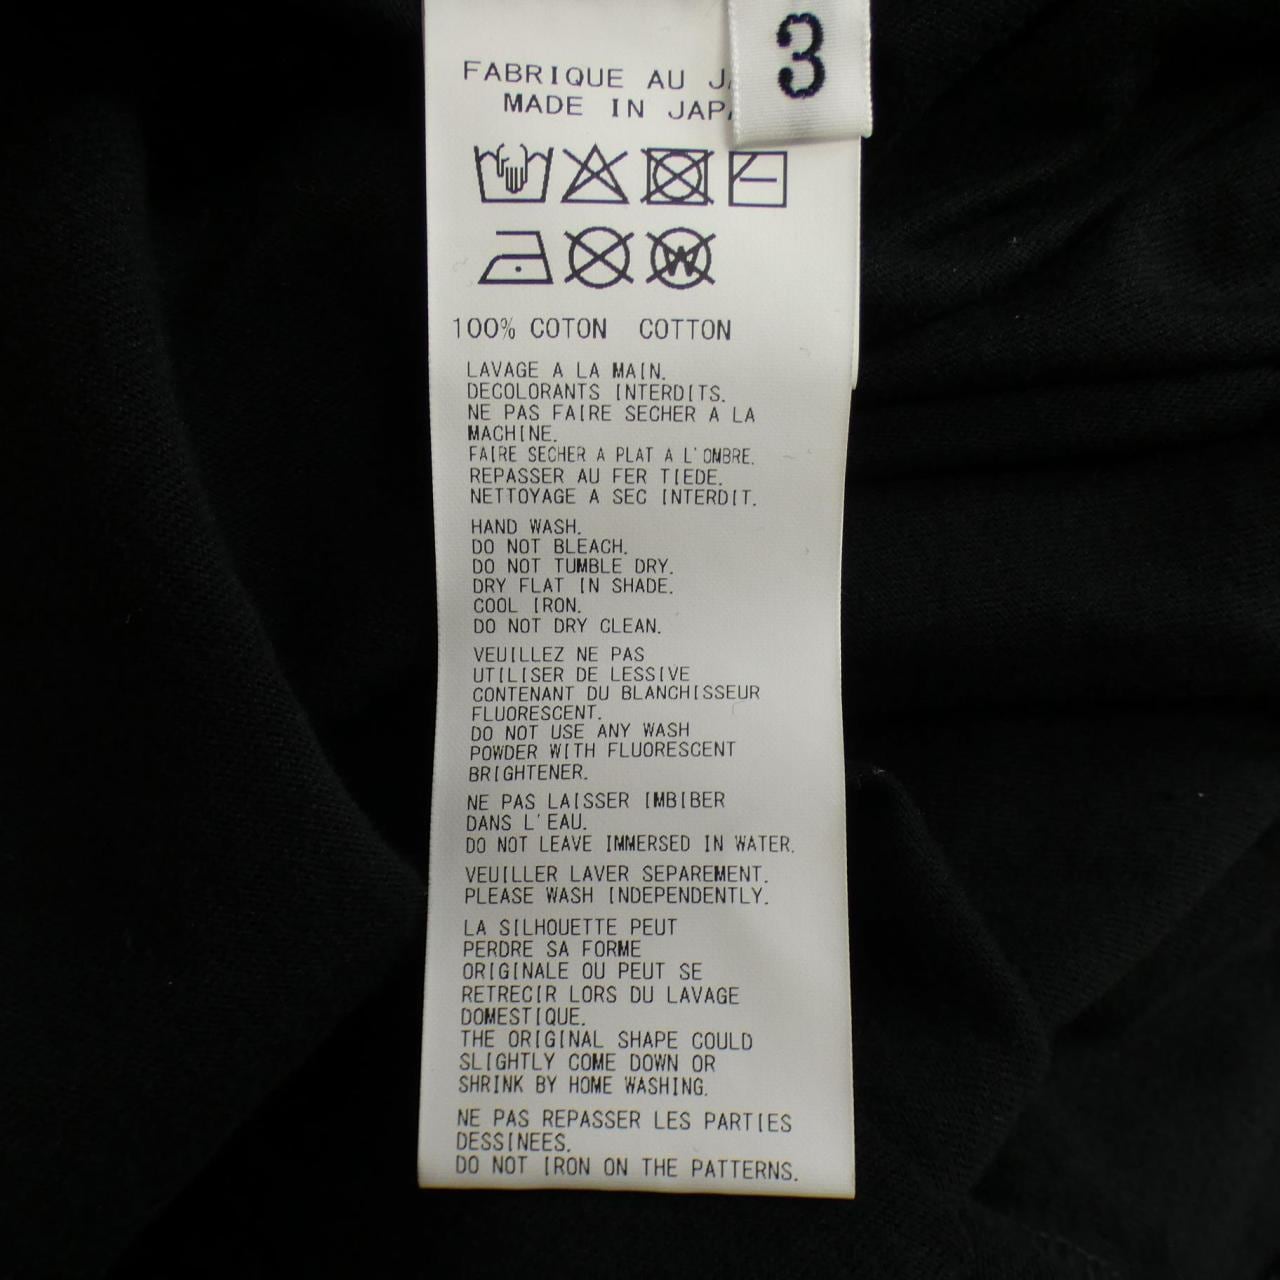 3
FABRIQUE AU
MADE IN
100% COTON COTTON
LAVAGE A LA MAIN.
DECOLORANTS INTERDITS.
NE PAS FAIRE SECHER A LA
MACHINE.
FAIRE SECHER A PLAT A L'OMBRE.
REPASSER AU FER TIEDE.
NETTOYAGE A SEC INTERDIT.
HAND WASH.
DO NOT BLEACH.
DO NOT TUMBLE DRY.
DRY FLAT IN SHADE.
COOL IRON.
DO NOT DRY CLEAN.
VEUILLEZ NE PAS
UTILISER DE LESSIVE
CONTENANT DU BLANCHISSEUR
FLUORESCENT.
DO NOT USE ANY WASH
POWDER WITH FLUORESCENT
BRIGHTENER.
NE PAS LAISSER IMBIBER
DANS L'EAU.
DO NOT LEAVE IMMERSED IN WATER.
VEUILLER LAVER SEPAREMENT.
PLEASE WASH INDEPENDENTLY.
LA SILHOUETTE PEUT
PERDRE SA FORME
ORIGINALE OU PEUT SE
RETRECIR LORS DU LAVAGE
DOMESTIQUE.
THE ORIGINAL SHAPE COULD
SLIGHTLY COME DOWN OR
SHRINK BY HOME WASHING.
NE PAS REPASSER LES PARTIES
DESSINEES.
DO NOT IRON ON THE PATTERNS.